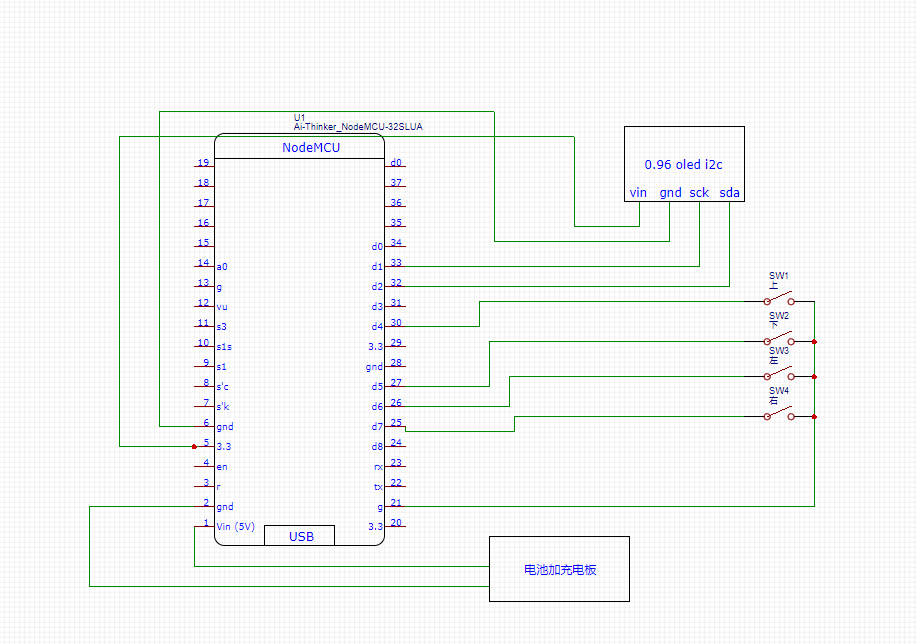 U1
AI-Thinker_NodeMCU-32SLUA
NodeMCU
19 d0
18 37
17 36
16 35
15 34
d0
14 33
a0 d1
13 32
g d2
12 31
vu d3
11 30
s3 d4
10 29
s1s 3.3
9 28
s1 gnd
8 27
s'c d5
7 26
s'k d6
6 25
gnd d7
5 24
3.3 d8
4 23
en rx
3 22
r tx
2 21
gnd g
1 20
Vin (5V) 3.3
USB
0.96 oled i2c
vin gnd sck sda
SW1
上
SW2
下
SW3
左
SW4
右
电池加充电板